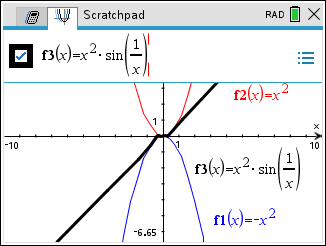 Scratchpad RAD
f3(x)=x²·sin(1/x)
f2(x)=x²
x
-10 1 10
f3(x)=x²·sin(1/x)
f1(x)=-x²
-6.65